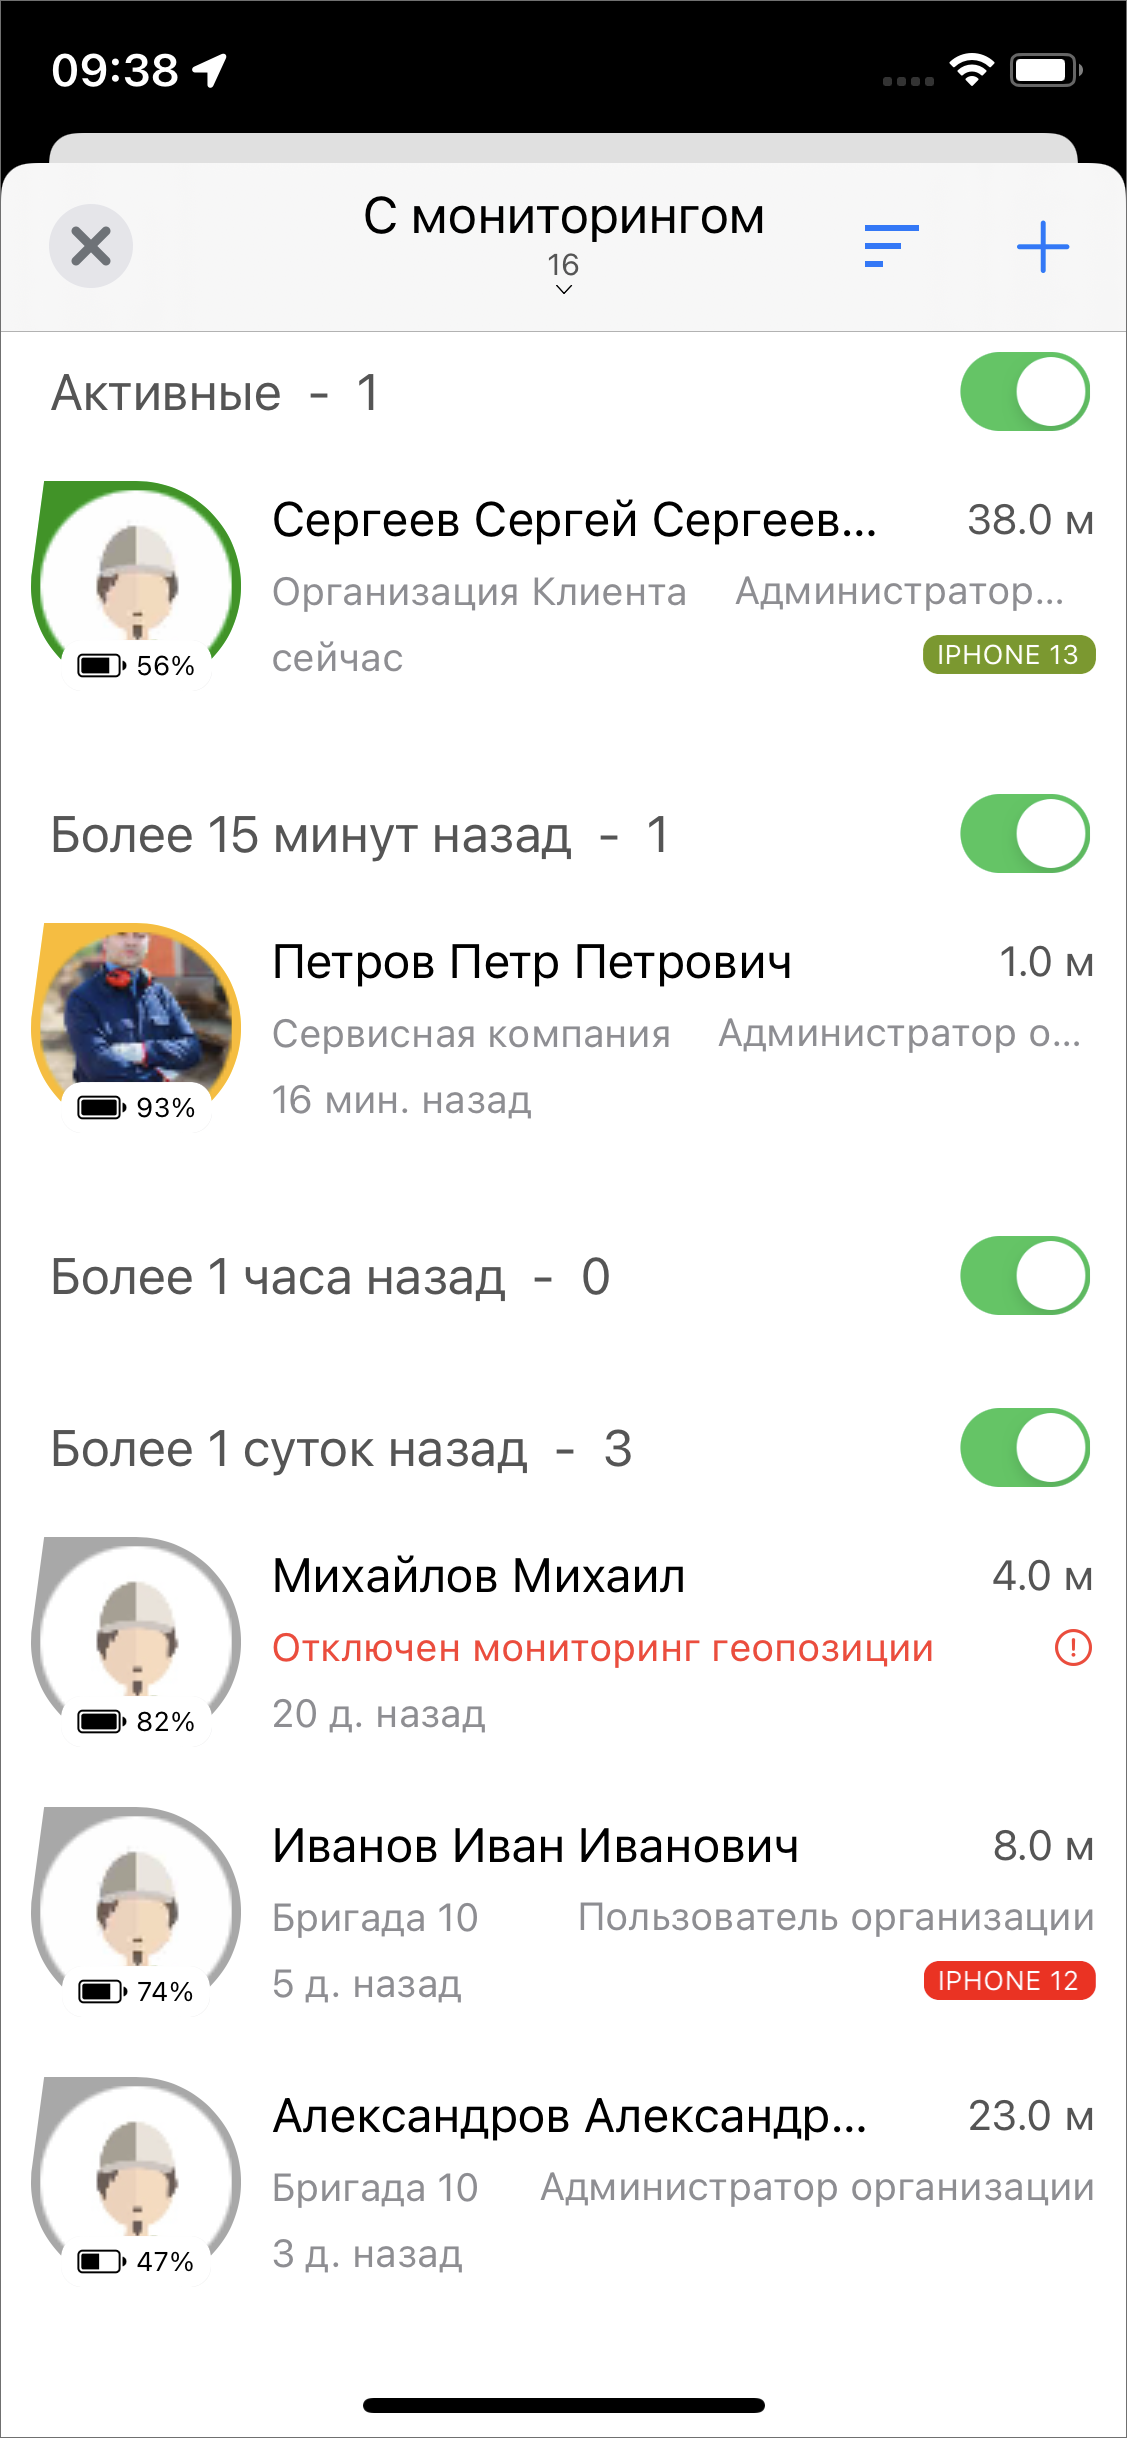 09:38
С мониторингом
16
Активные - 1
Сергеев Сергей Сергеев... 38.0 м
Организация Клиента Администратор...
сейчас IPHONE 13
56%
Более 15 минут назад - 1
Петров Петр Петрович 1.0 м
Сервисная компания Администратор о...
16 мин. назад
93%
Более 1 часа назад - 0
Более 1 суток назад - 3
Михайлов Михаил 4.0 м
Отключен мониторинг геопозиции
20 д. назад
82%
Иванов Иван Иванович 8.0 м
Бригада 10 Пользователь организации
5 д. назад IPHONE 12
74%
Александров Александр... 23.0 м
Бригада 10 Администратор организации
3 д. назад
47%